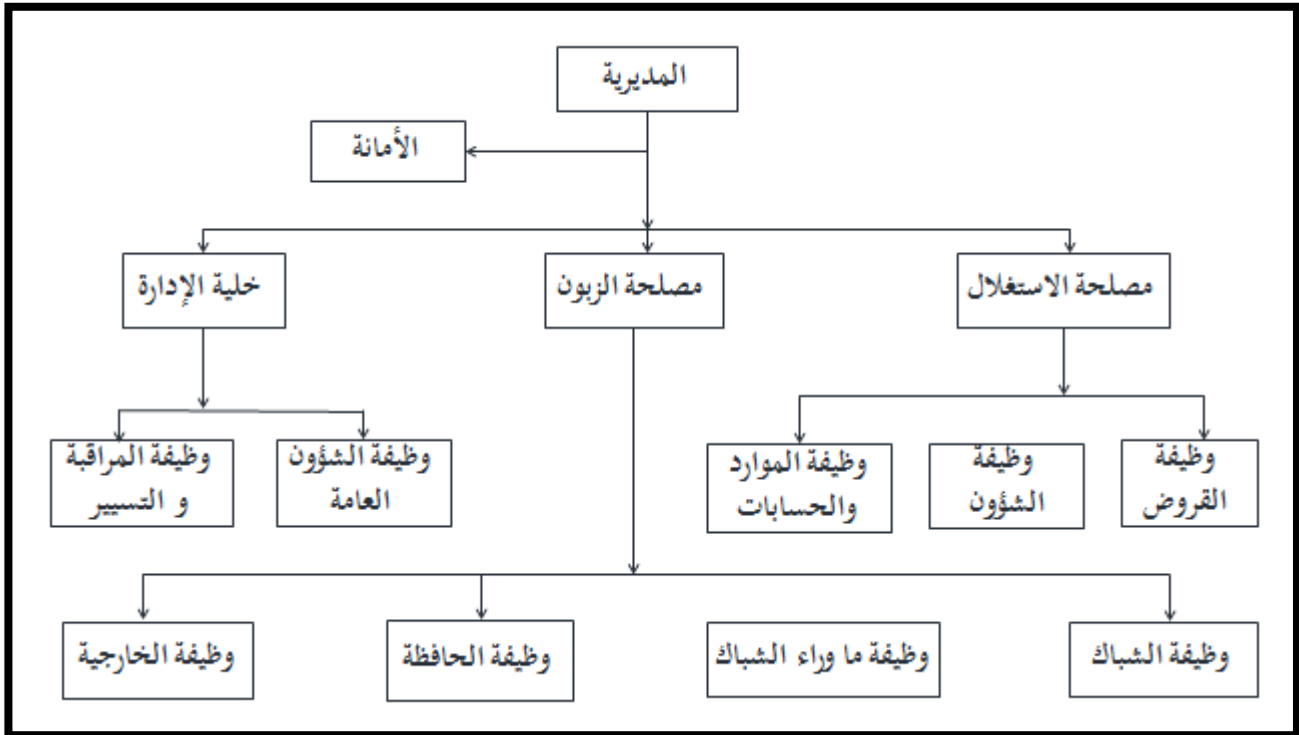 المديرية
الأمانة
مصلحة الاستغلال
مصلحة الزبون
خلية الإدارة
وظيفة
القروض
وظيفة
الشؤون
وظيفة الموارد
والحسابات
وظيفة الشؤون
العامة
وظيفة المراقبة
و التسيير
وظيفة الشباك
وظيفة ما وراء الشباك
وظيفة الحافظة
وظيفة الخارجية